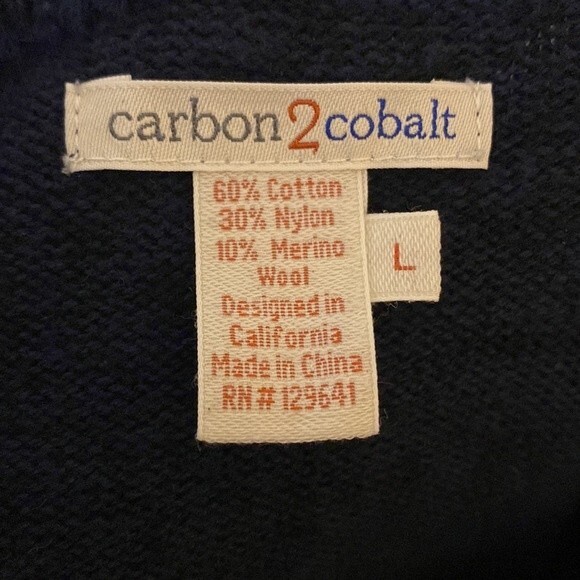 carbon2cobalt
60% Cotton
30% Nylon
10% Merino
Wool
Designed in
California
Made in China
RN# 129641
L